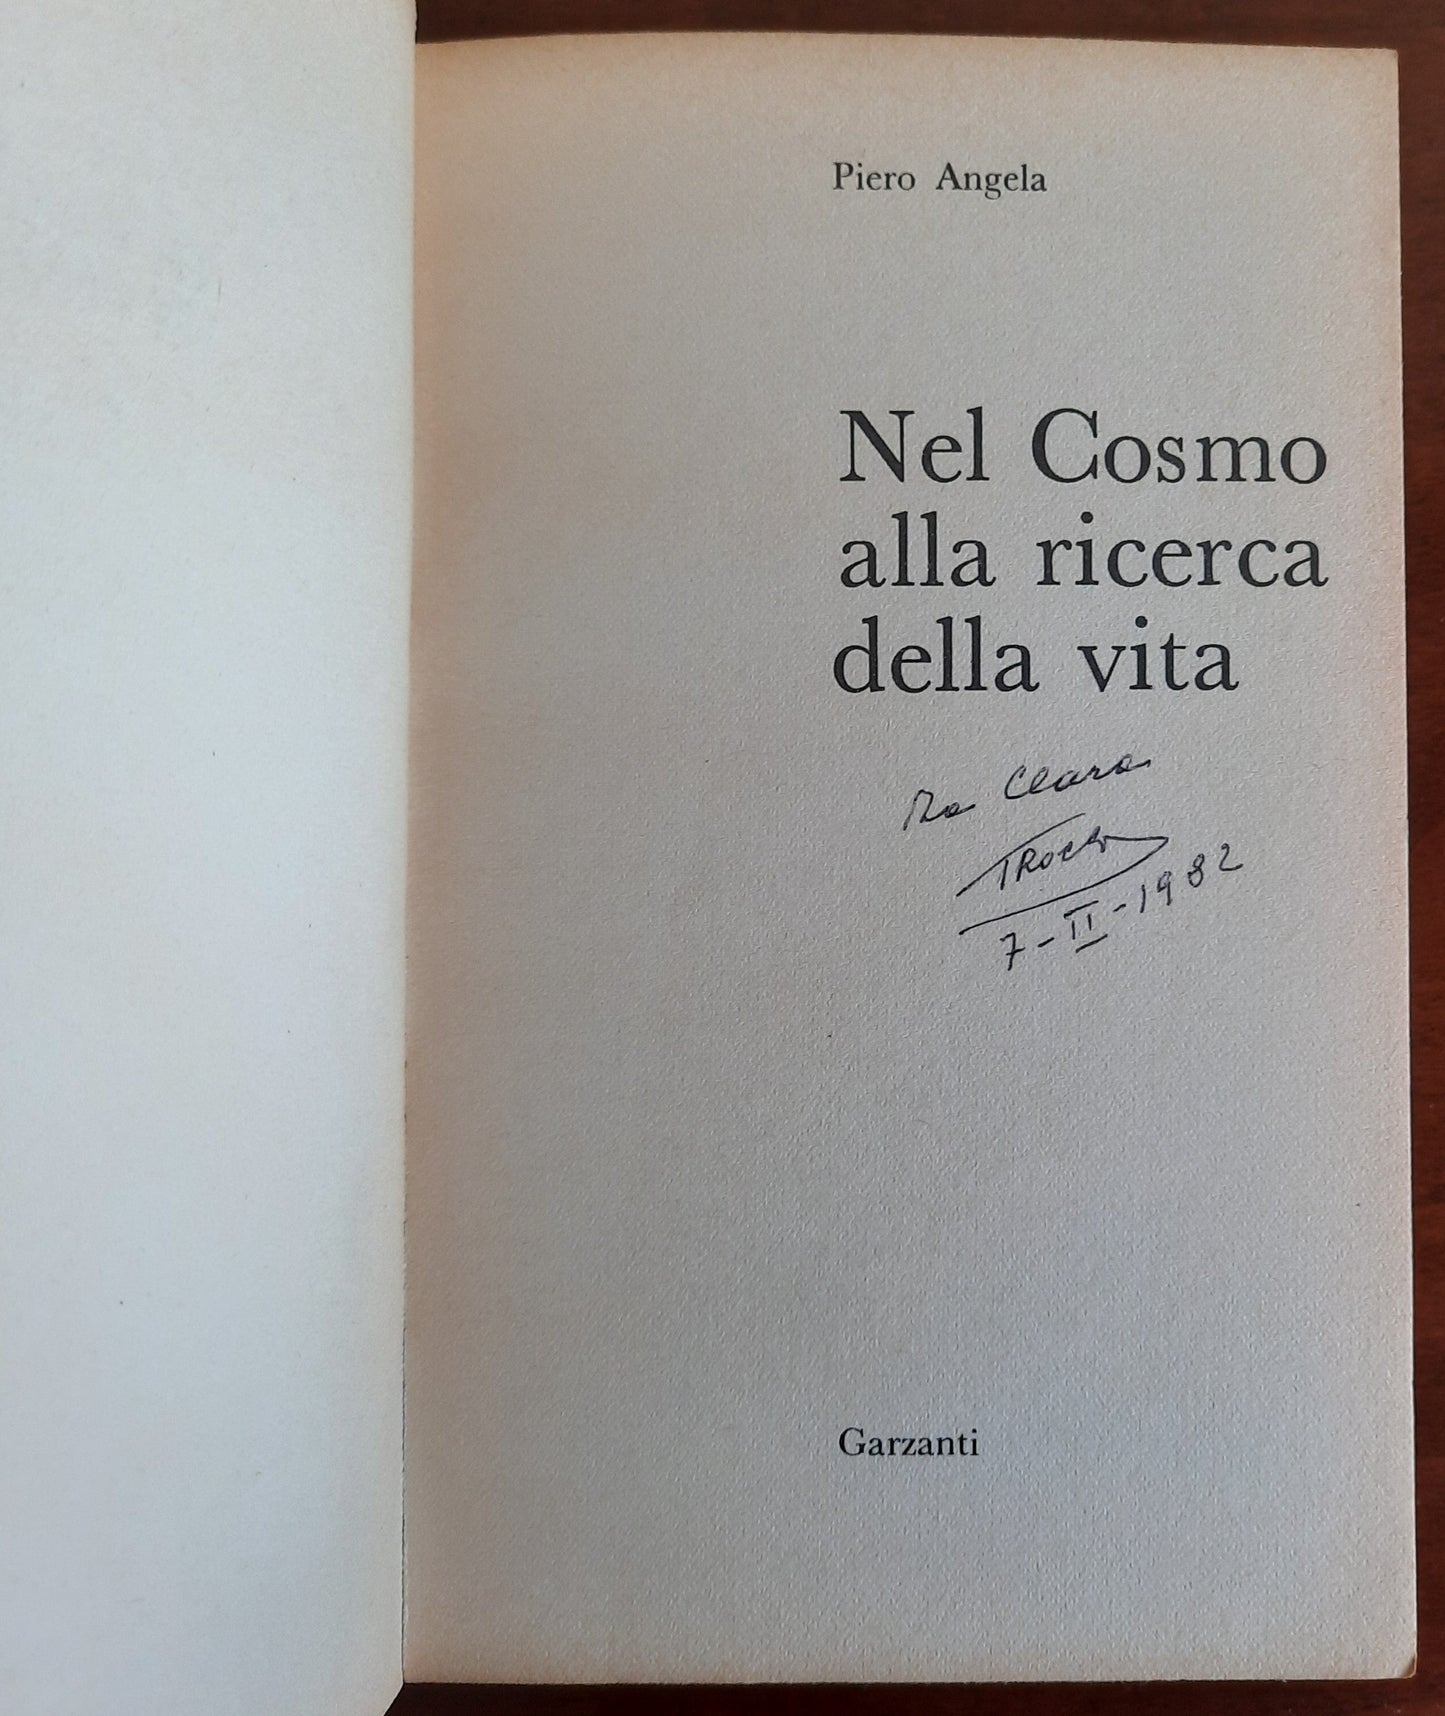 Piero Angela
Nel Cosmo
alla ricerca
della vita
Clara
7-II-1982
Garzanti